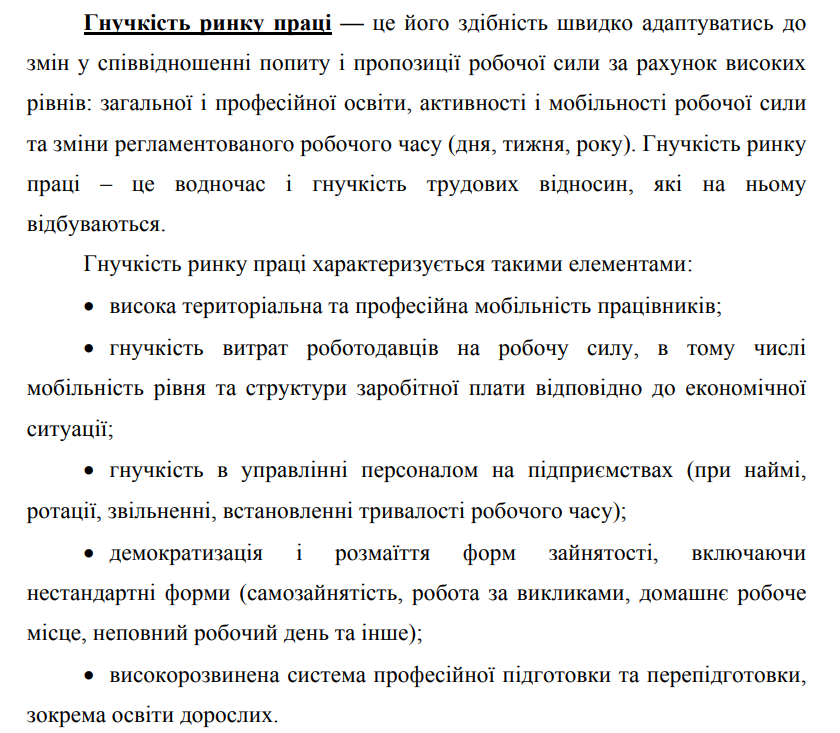 Гнучкість ринку праці — це його здібність швидко адаптуватись до
змін у співвідношенні попиту і пропозиції робочої сили за рахунок високих
рівнів: загальної і професійної освіти, активності і мобільності робочої сили
та зміни регламентованого робочого часу (дня, тижня, року). Гнучкість ринку
праці – це водночас і гнучкість трудових відносин, які на ньому
відбуваються.
Гнучкість ринку праці характеризується такими елементами:
• висока територіальна та професійна мобільність працівників;
• гнучкість витрат роботодавців на робочу силу, в тому числі
мобільність рівня та структури заробітної плати відповідно до економічної
ситуації;
• гнучкість в управлінні персоналом на підприємствах (при наймі,
ротації, звільненні, встановленні тривалості робочого часу);
• демократизація і розмаїття форм зайнятості, включаючи
нестандартні форми (самозайнятість, робота за викликами, домашнє робоче
місце, неповний робочий день та інше);
• високорозвинена система професійної підготовки та перепідготовки,
зокрема освіти дорослих.